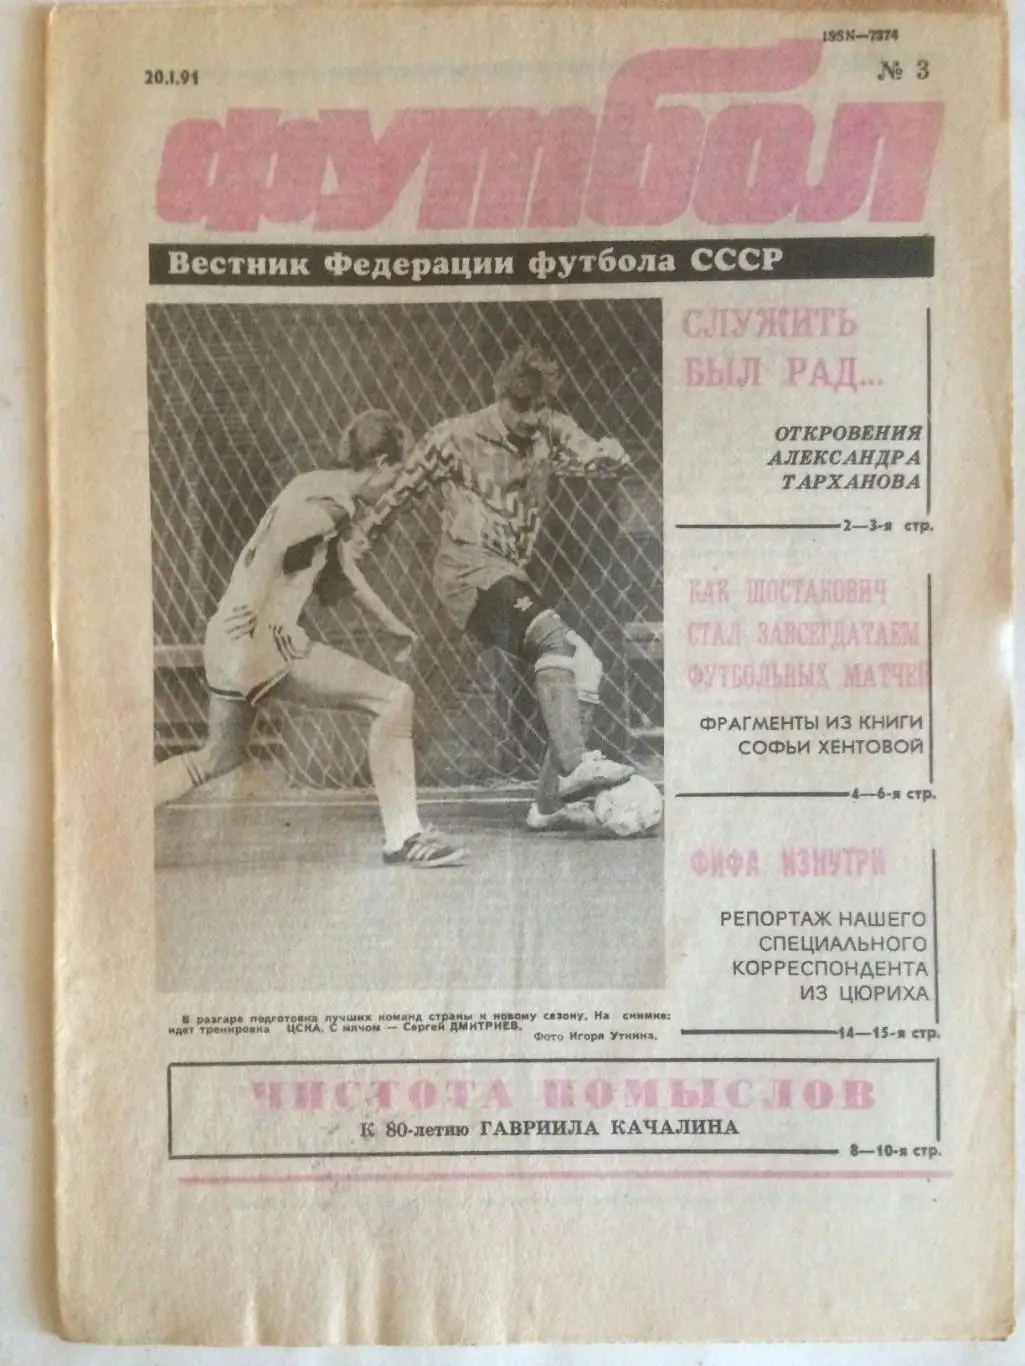 ISSN—7374
20.I.91
№ 3
футбол
Вестник Федерации футбола СССР
СЛУЖИТЬ
БЫЛ РАД...
ОТКРОВЕНИЯ
АЛЕКСАНДРА
ТАРХАНОВА
2—3-я стр.
КАК ШОСТАКОВИЧ
СТАЛ ЗАВСЕГДАТАЕМ
ФУТБОЛЬНЫХ МАТЧЕЙ
ФРАГМЕНТЫ ИЗ КНИГИ
СОФЬИ ХЕНТОВОЙ
4—6-я стр.
ФИФА ИЗНУТРИ
РЕПОРТАЖ НАШЕГО
СПЕЦИАЛЬНОГО
КОРРЕСПОНДЕНТА
ИЗ ЦЮРИХА
14—15-я стр.
В разгаре подготовка лучших команд страны к новому сезону. На снимке:
идет тренировка ЦСКА. С мячом — Сергей ДМИТРИЕВ.
Фото Игоря Уткина.
ЧИСТОТА ПОМЫСЛОВ
К 80-летию ГАВРИИЛА КАЧАЛИНА
8—10-я стр.